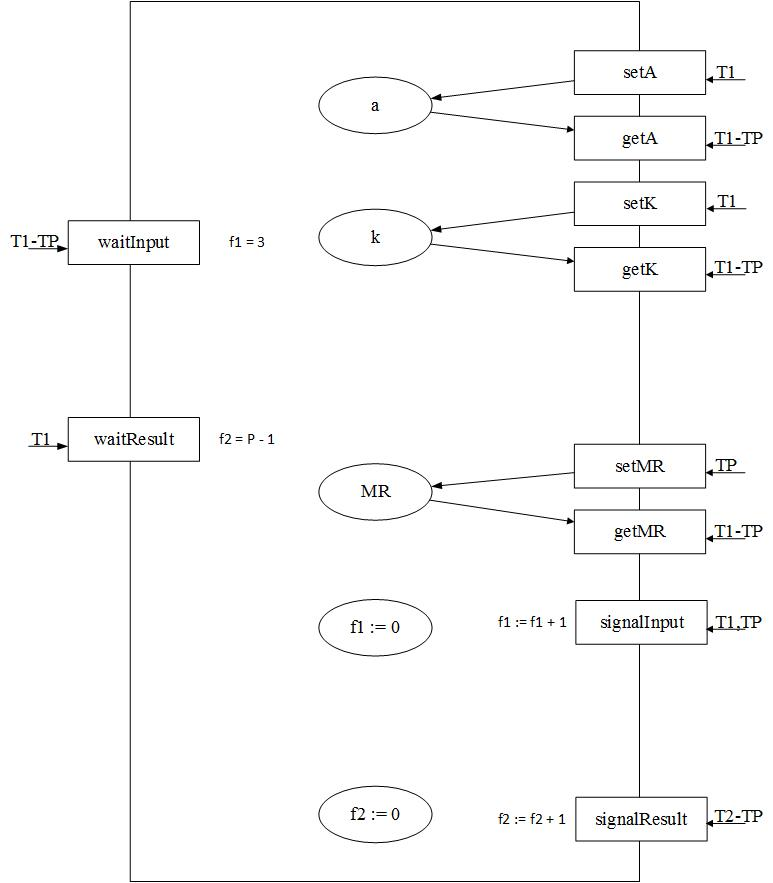 setA
T1
a
getA
T1-TP
setK
T1
T1-TP
waitInput
f1 = 3
k
getK
T1-TP
T1
waitResult
f2 = P - 1
setMR
TP
MR
getMR
T1-TP
f1 := 0
f1 := f1 + 1
signalInput
T1,TP
f2 := 0
f2 := f2 + 1
signalResult
T2-TP